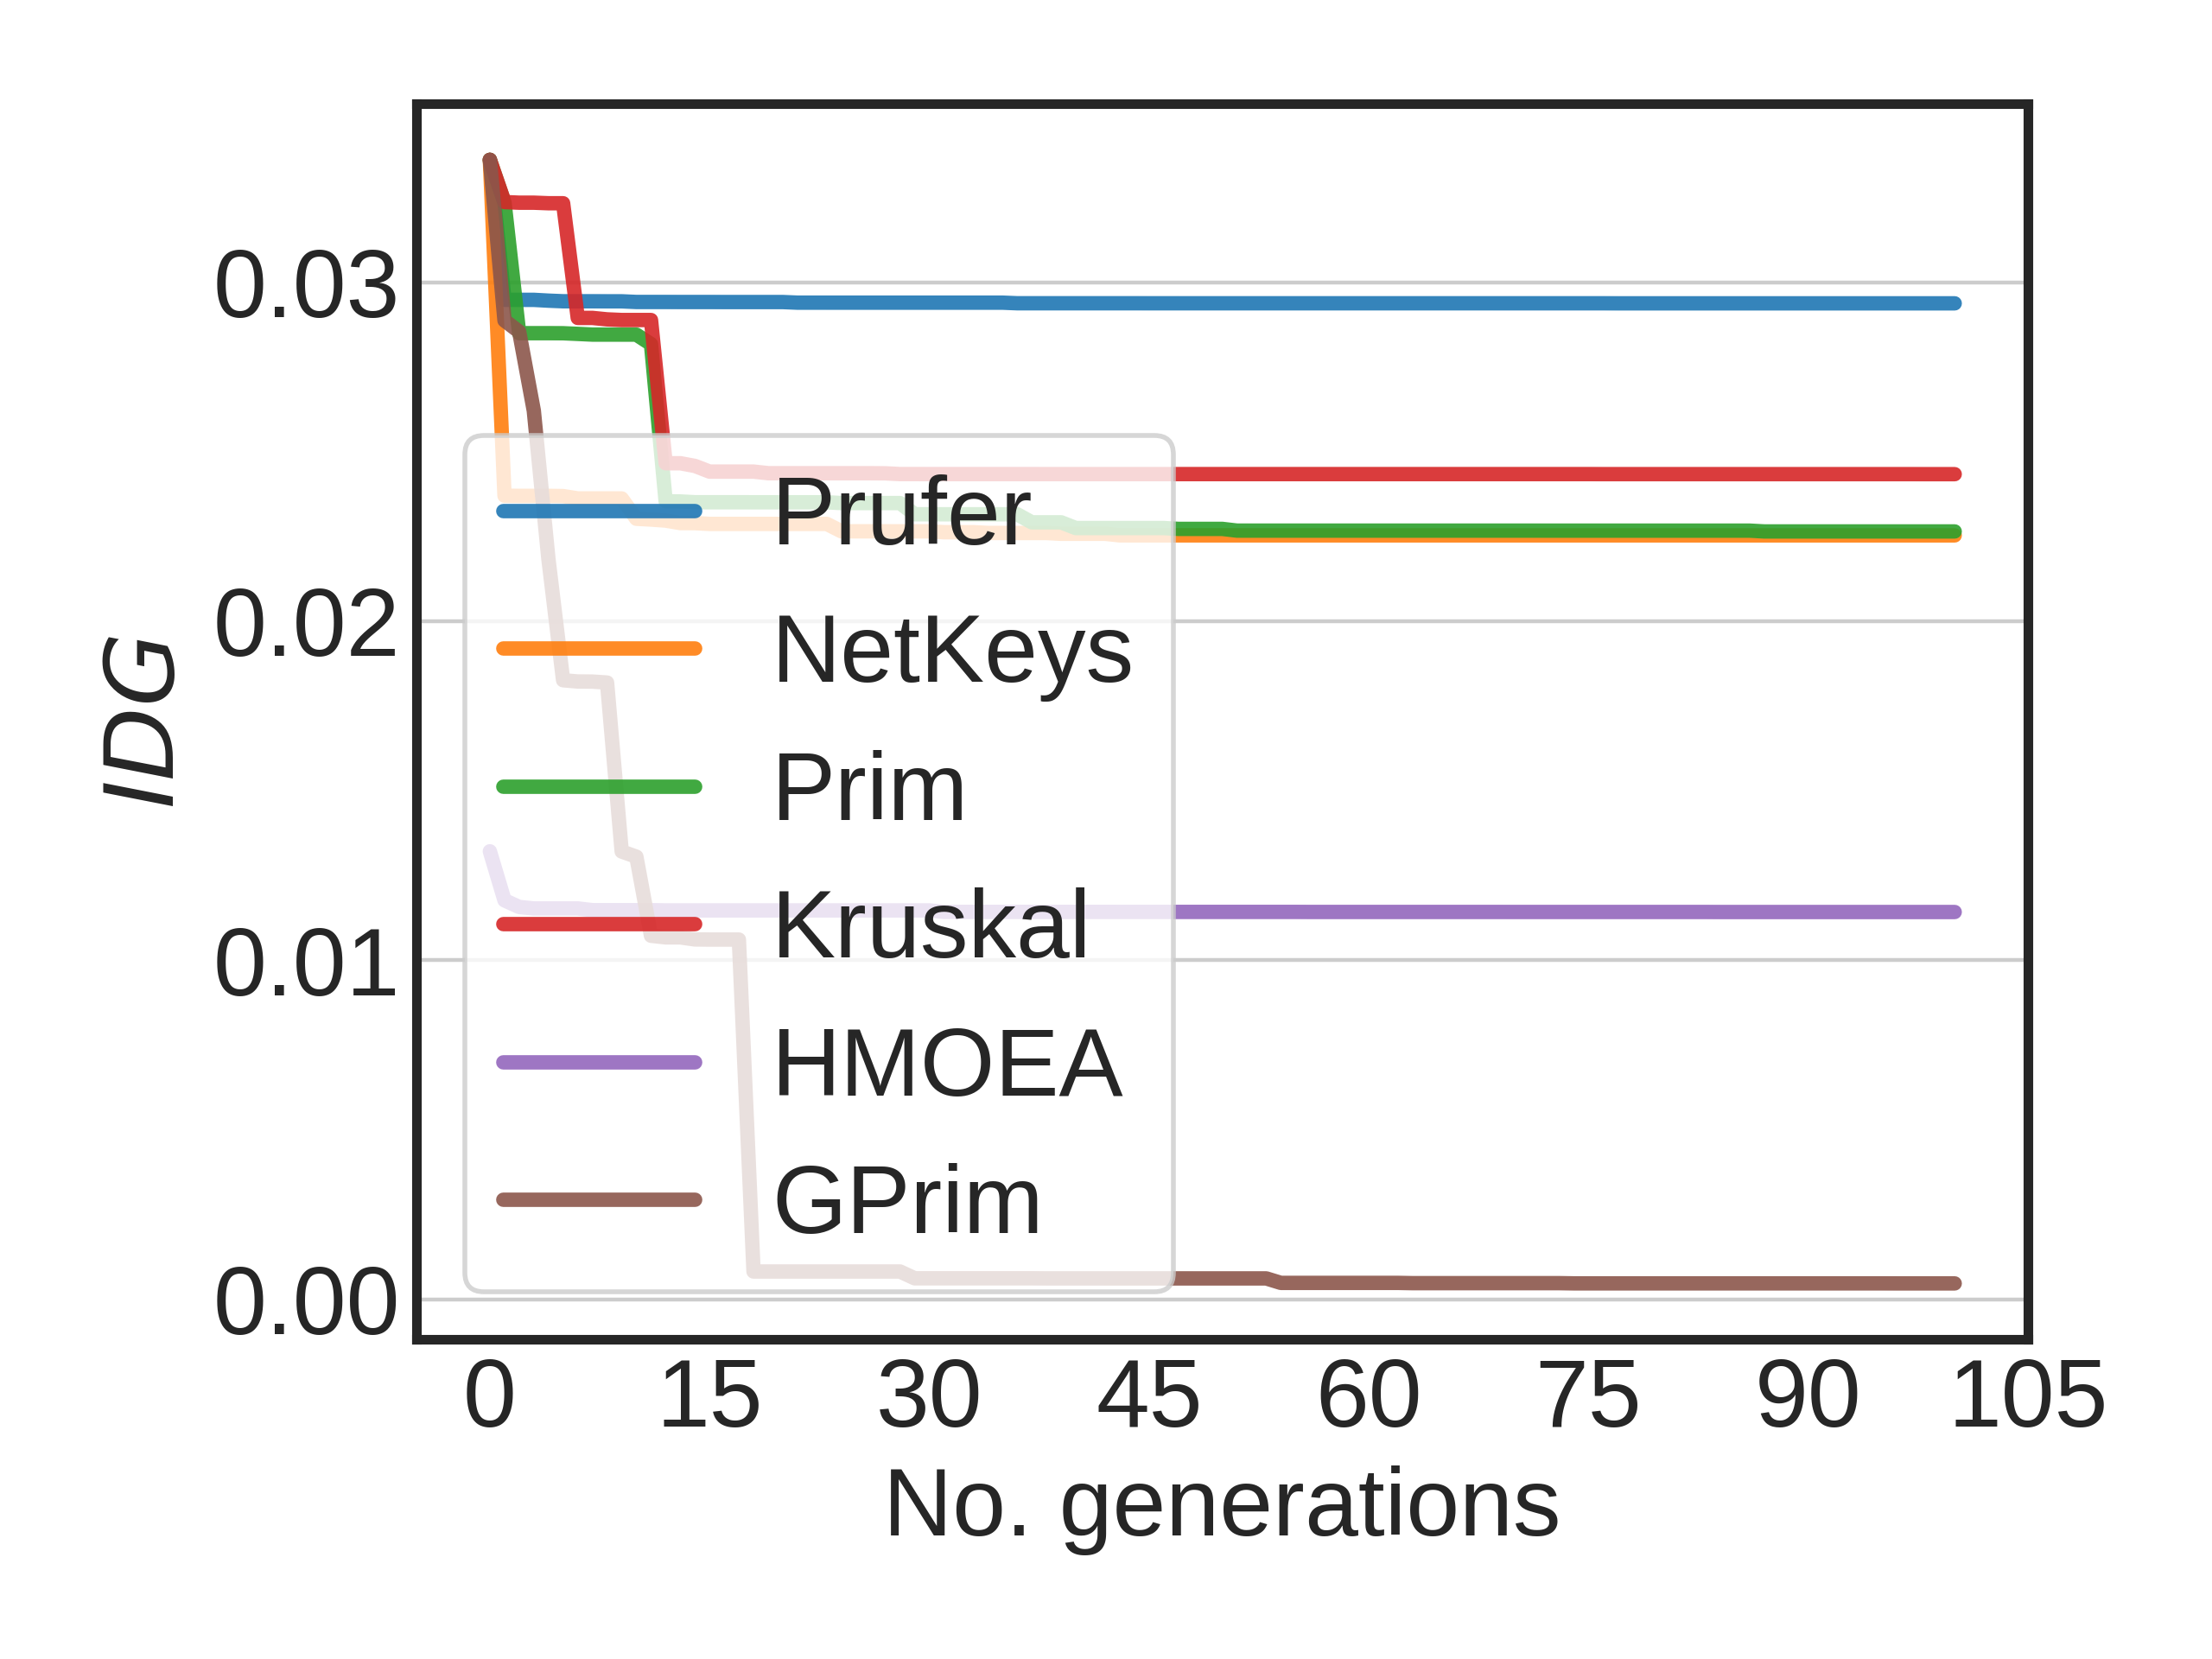 0.03
0.02
0.01
0.00
IDG
Prufer
NetKeys
Prim
Kruskal
HMOEA
GPrim
0 15 30 45 60 75 90 105
No. generations